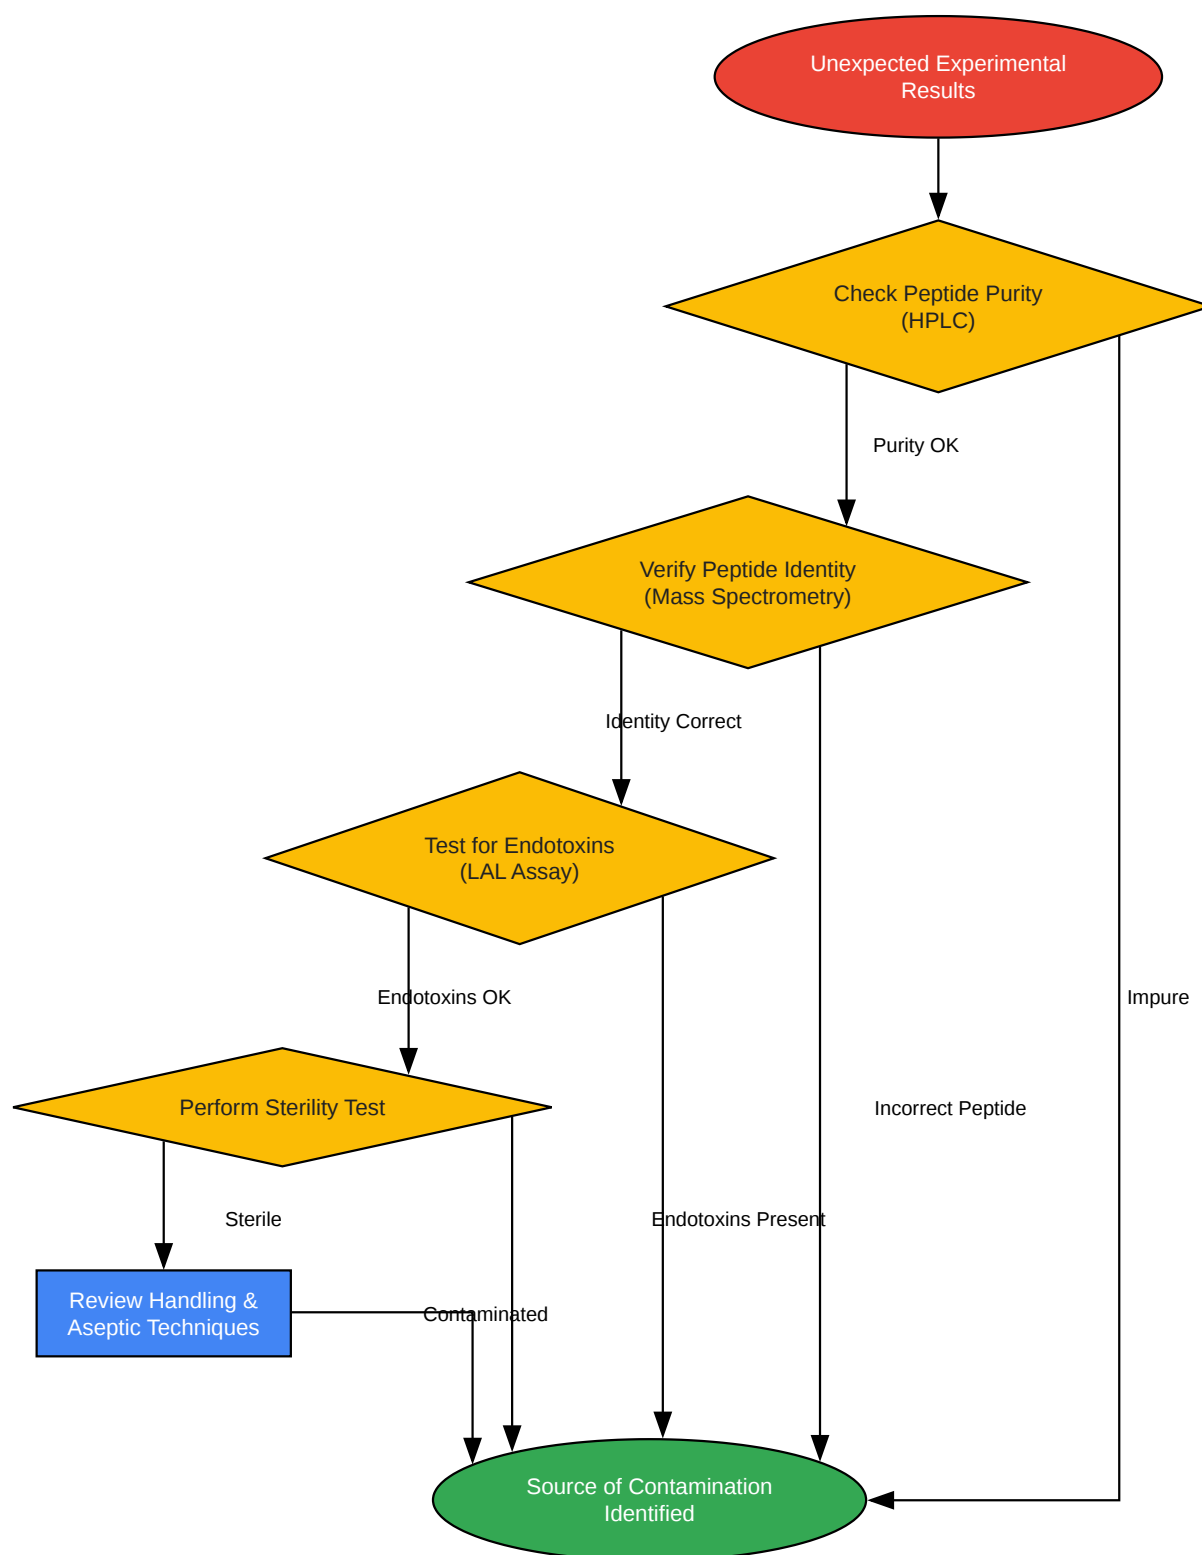 Unexpected Experimental
Results
Check Peptide Purity
(HPLC)
Purity OK
Verify Peptide Identity
(Mass Spectrometry)
Identity Correct
Test for Endotoxins
(LAL Assay)
Endotoxins OK
Impure
Perform Sterility Test
Incorrect Peptide
Sterile
Endotoxins Present
Review Handling &
Aseptic Techniques
Contaminated
Source of Contamination
Identified